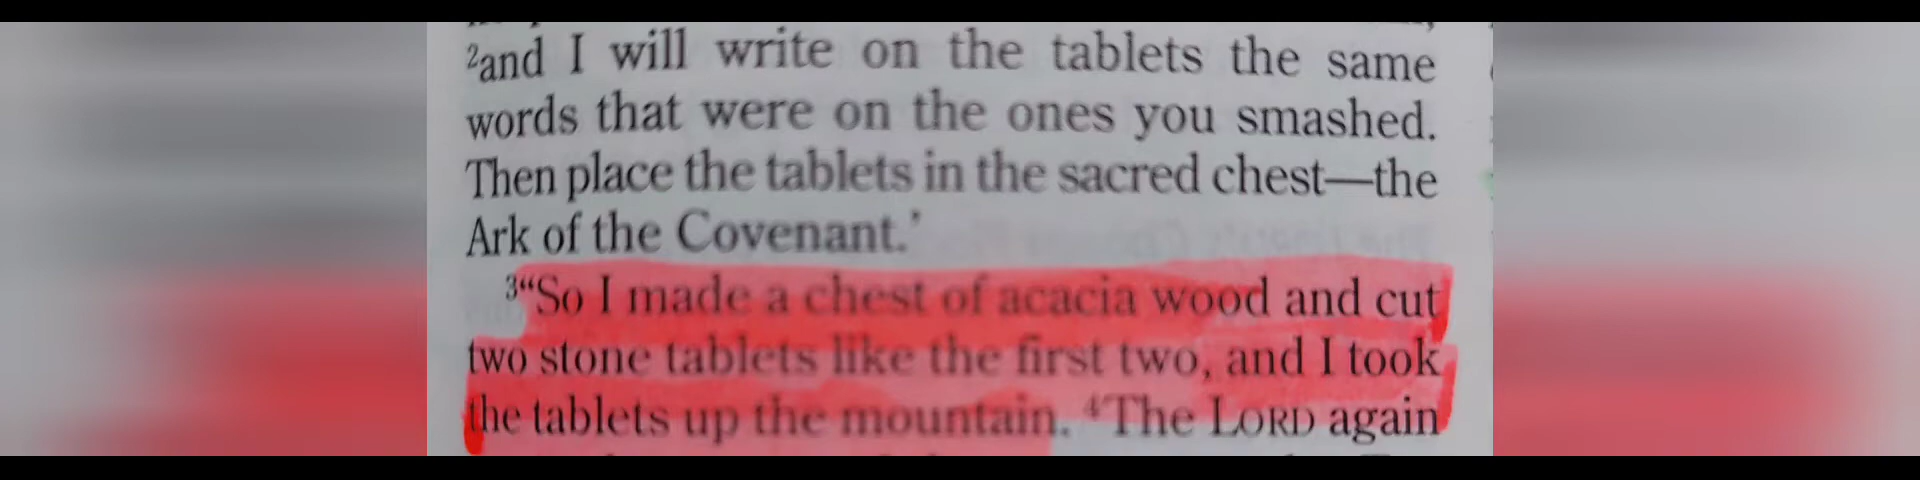 ²and I will write on the tablets the same
words that were on the ones you smashed.
Then place the tablets in the sacred chest—the
Ark of the Covenant.’
³“So I made a chest of acacia wood and cut
two stone tablets like the first two, and I took
the tablets up the mountain. ⁴The LORD again